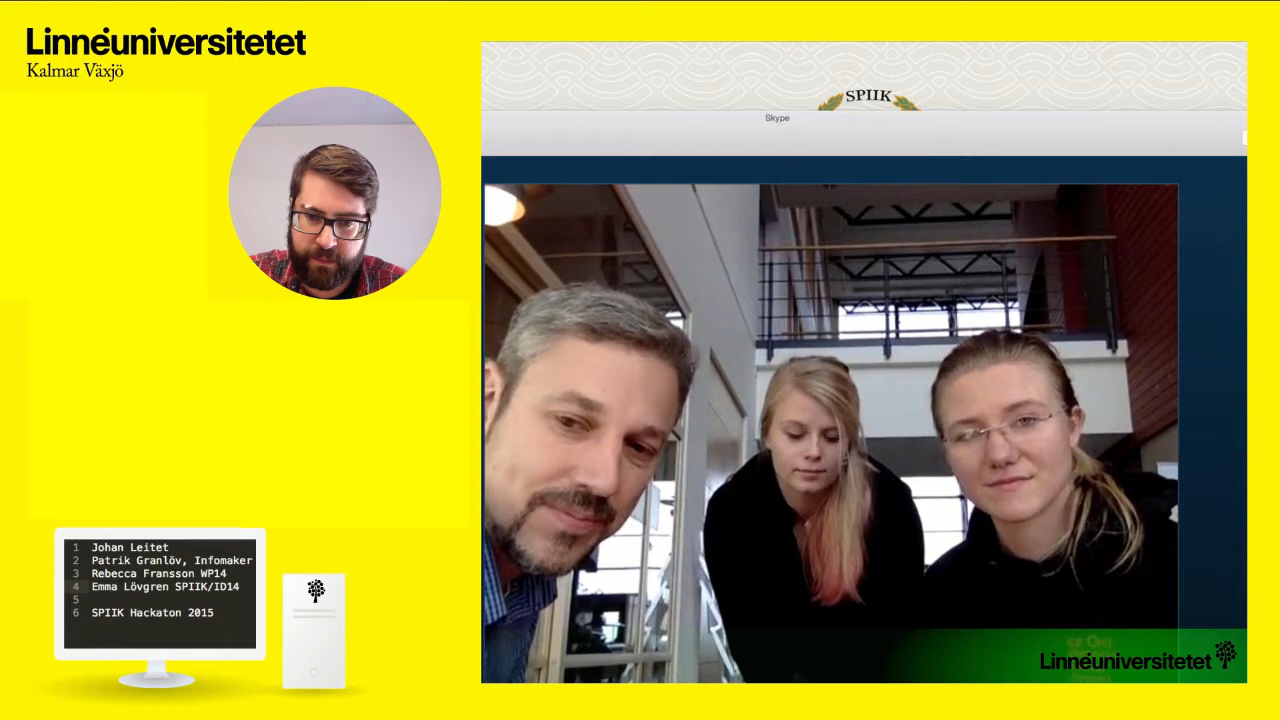 Linnéuniversitetet
Kalmar Växjö
SPIIK
Skype
1 Johan Leitet
2 Patrik Granlöv, Infomaker
3 Rebecca Fransson WP14
4 Emma Lövgren SPIIK/ID14
5
6 SPIIK Hackaton 2015
Linnéuniversitetet